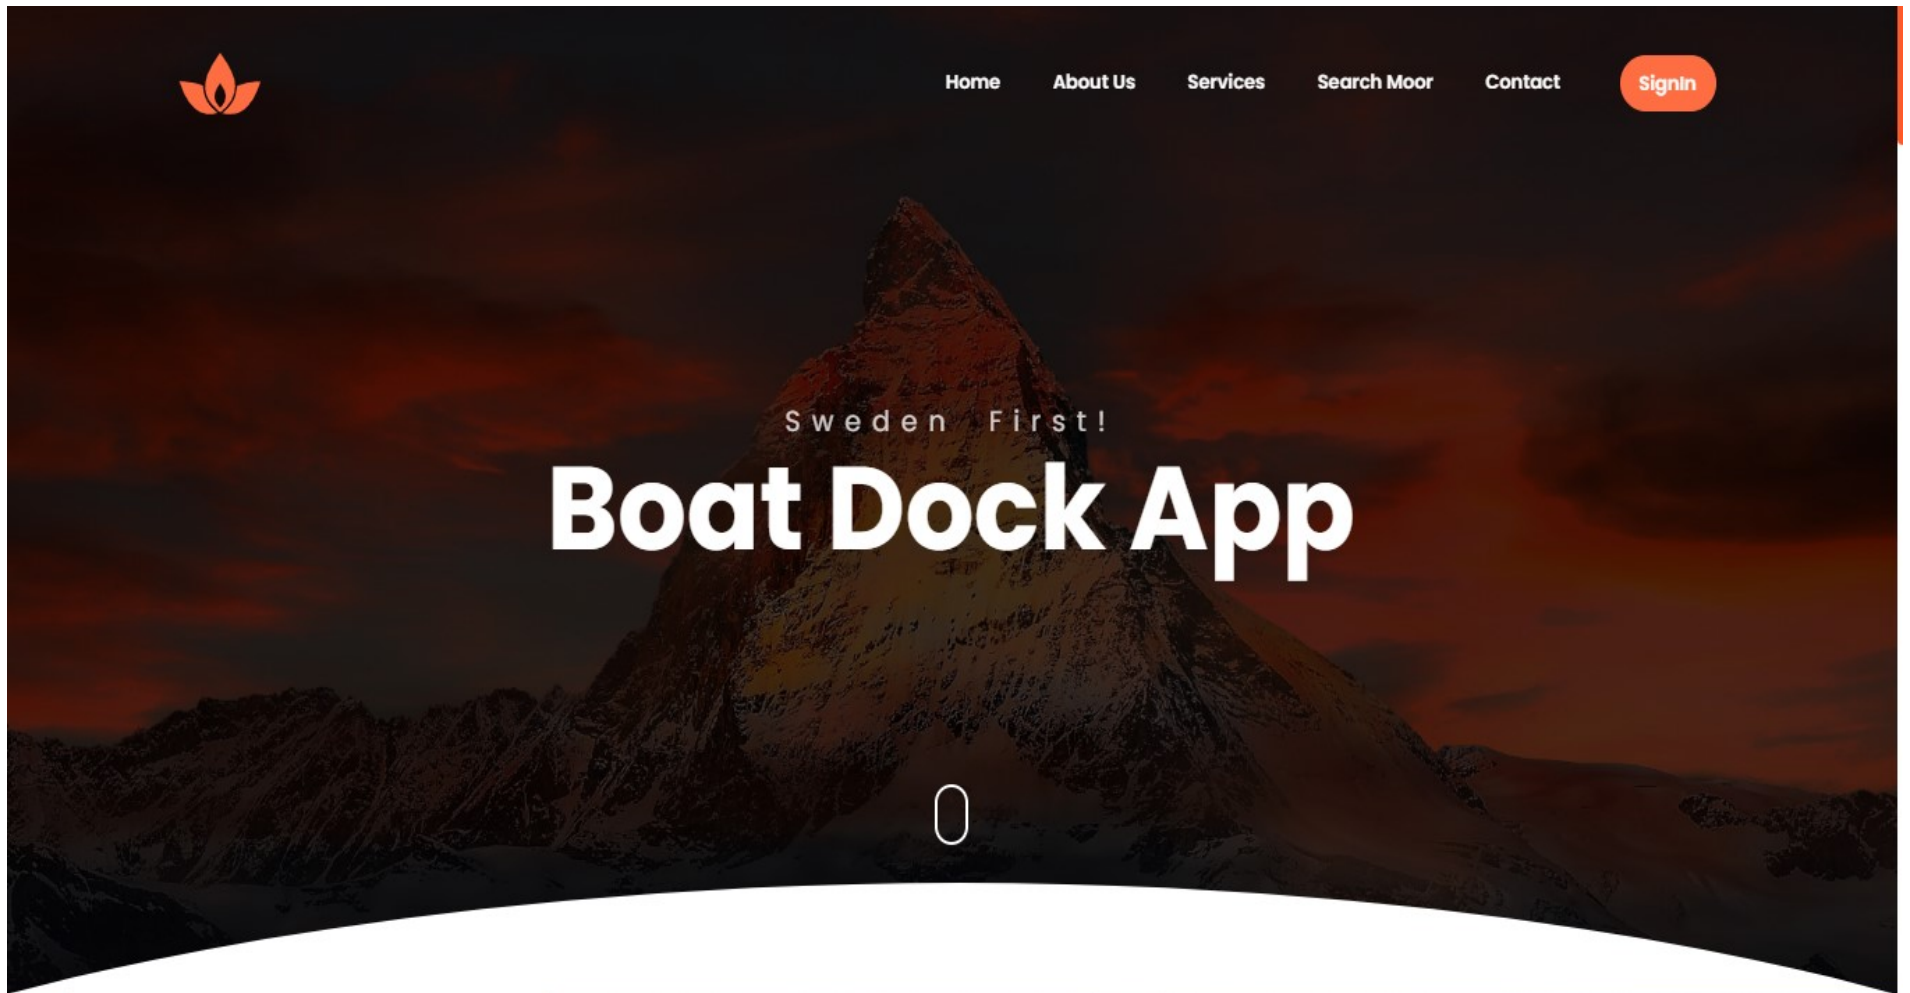 Home About Us Services Search Moor Contact SignIn
Sweden First!
Boat Dock App